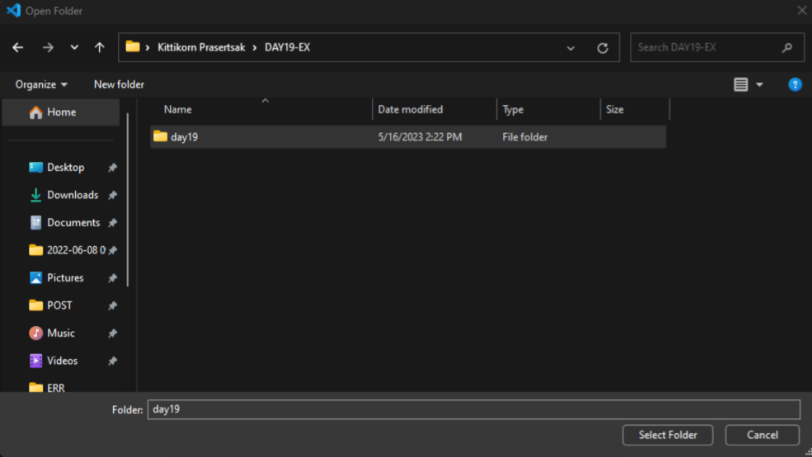 Open Folder
Kittikorn Prasertsak > DAY19-EX
Search DAY19-EX
Organize New folder
Name Date modified Type Size
day19 5/16/2023 2:22 PM File folder
Home
Desktop
Downloads
Documents
2022-06-08 0
Pictures
POST
Music
Videos
ERR
Folder: day19
Select Folder Cancel